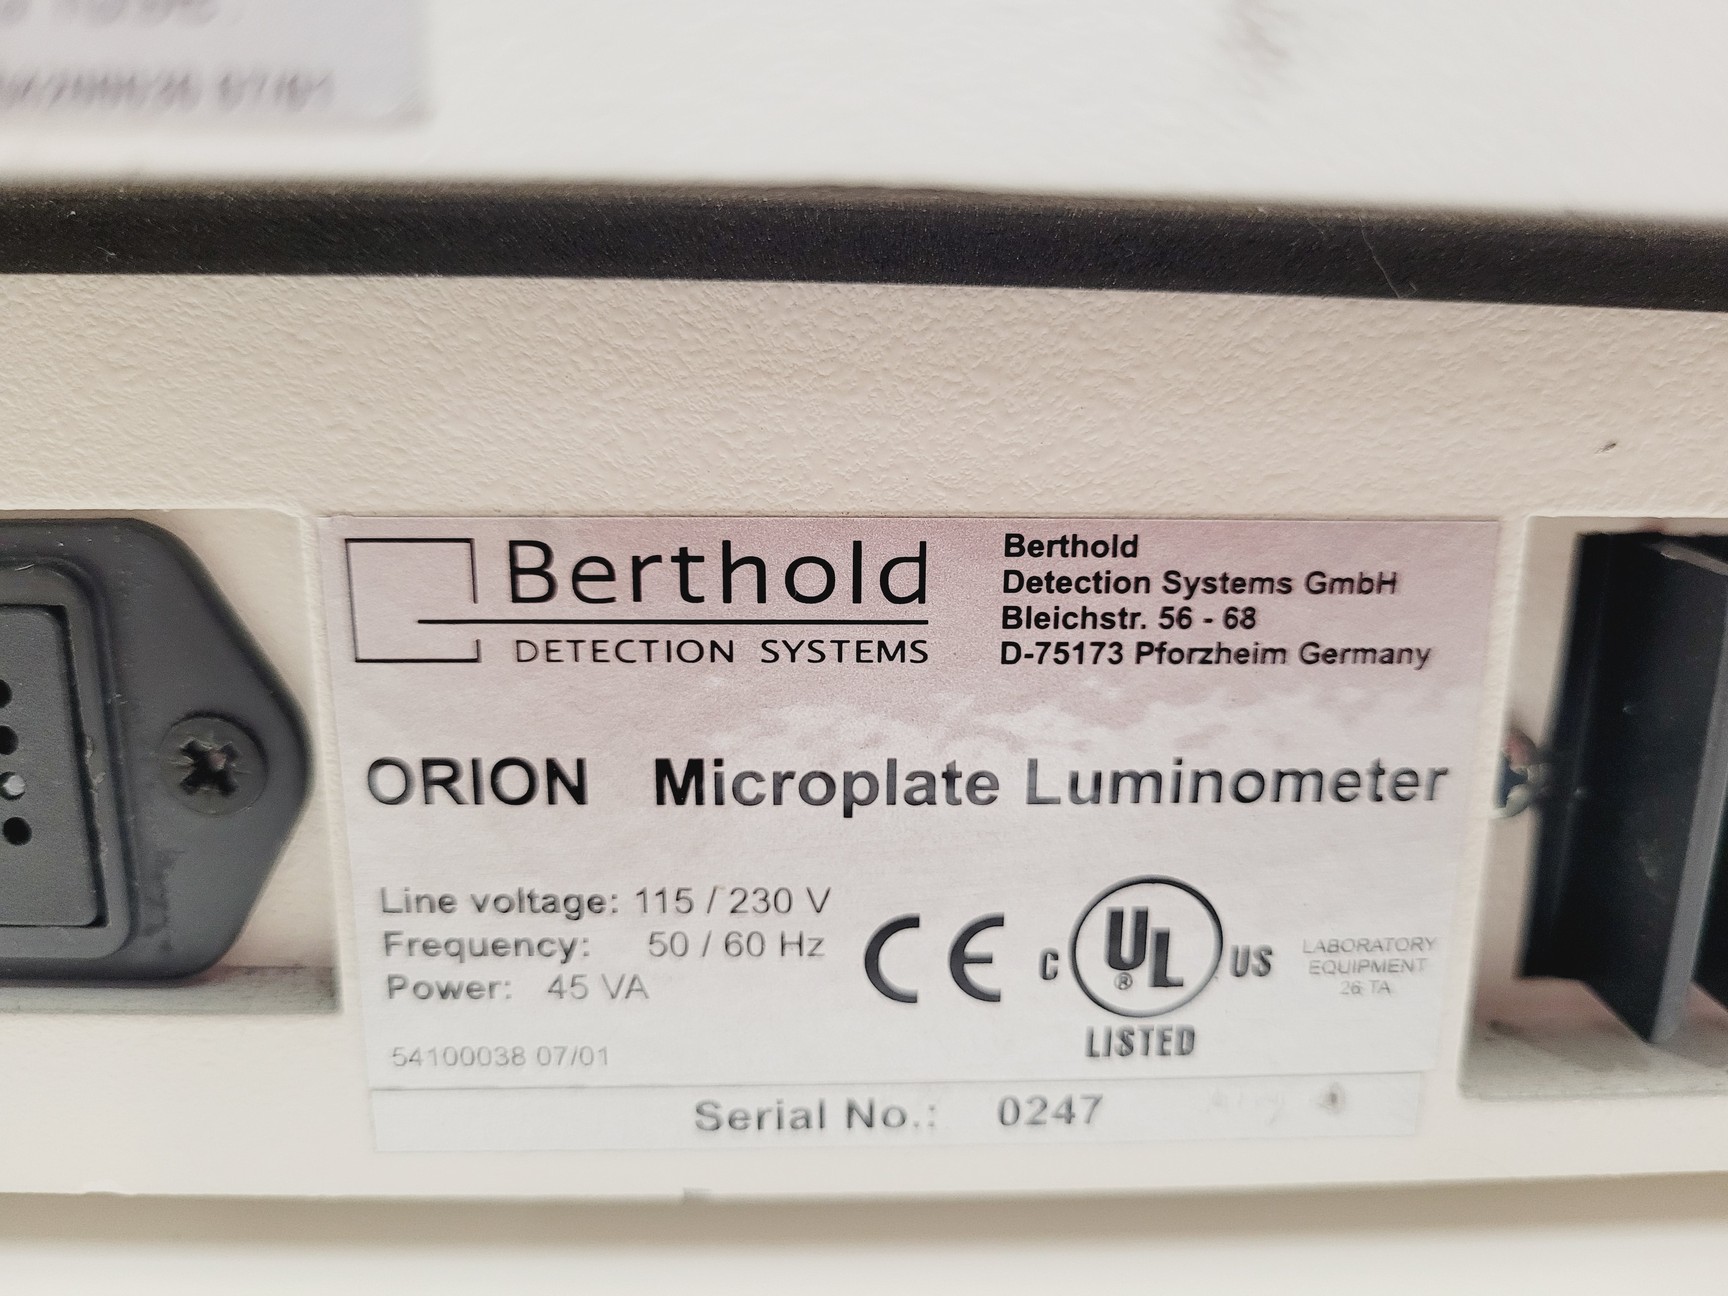 07/01
Berthold
DETECTION SYSTEMS
Berthold
Detection Systems GmbH
Bleichstr. 56 - 68
D-75173 Pforzheim Germany
ORION Microplate Luminometer
Line voltage: 115 / 230 V
Frequency: 50 / 60 Hz
Power: 45 VA
CE
C UL ® US
LISTED
LABORATORY
EQUIPMENT
26 TA
54100038 07/01
Serial No.: 0247